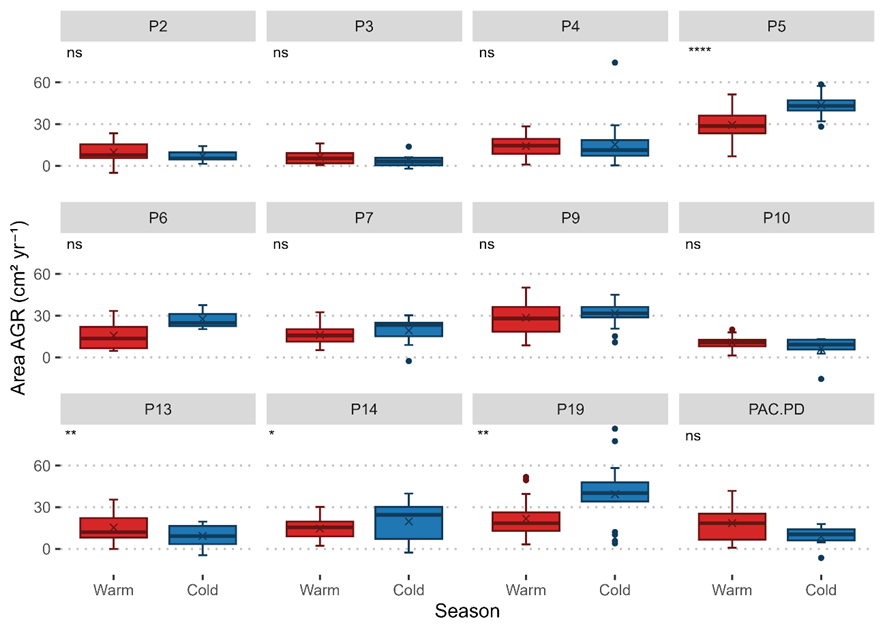 P2 P3 P4 P5
ns ns ns ****
60
30
0
P6 P7 P9 P10
ns ns ns ns
60
30
0
Area AGR (cm² yr⁻¹)
P13 P14 P19 PAC.PD
** * ** ns
60
30
0
Warm Cold Warm Cold Warm Cold Warm Cold
Season